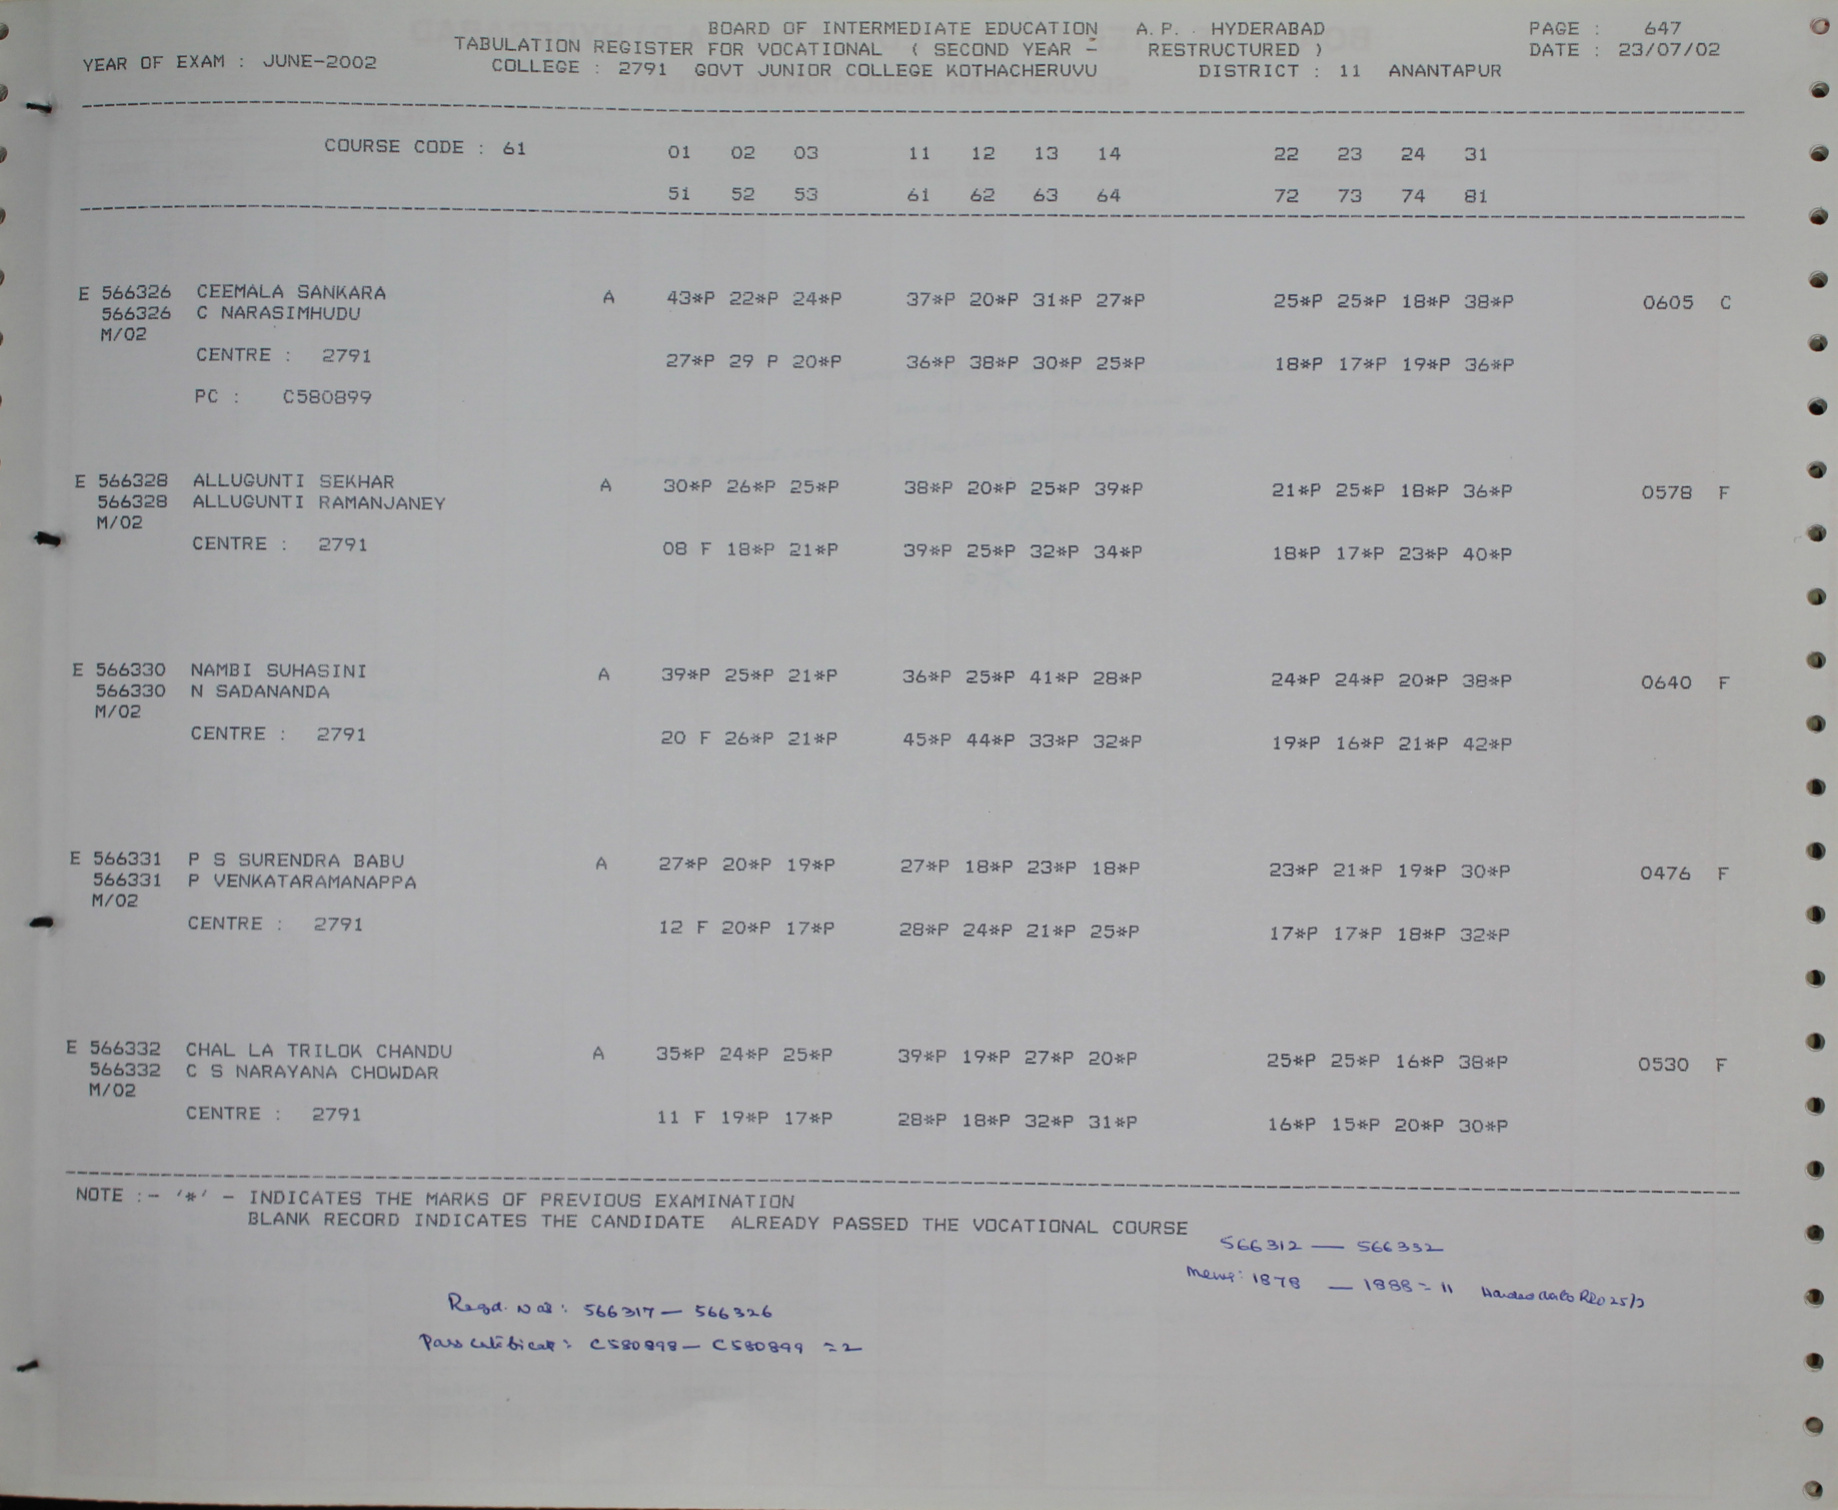 BOARD OF INTERMEDIATE EDUCATION A.P. HYDERABAD PAGE : 647
TABULATION REGISTER FOR VOCATIONAL ( SECOND YEAR - RESTRUCTURED ) DATE : 23/07/02
YEAR OF EXAM : JUNE-2002 COLLEGE : 2791 GOVT JUNIOR COLLEGE KOTHACHERUVU DISTRICT : 11 ANANTAPUR
COURSE CODE : 61 01 02 03 11 12 13 14 22 23 24 31
51 52 53 61 62 63 64 72 73 74 81
E 566326 CEEMALA SANKARA A 43*P 22*P 24*P 37*P 20*P 31*P 27*P 25*P 25*P 18*P 38*P 0605 C
566326 C NARASIMHUDU
M/02
CENTRE : 2791 27*P 29 P 20*P 36*P 38*P 30*P 25*P 18*P 17*P 19*P 36*P
PC : C580899
E 566328 ALLUGUNTI SEKHAR A 30*P 26*P 25*P 38*P 20*P 25*P 39*P 21*P 25*P 18*P 36*P 0578 F
566328 ALLUGUNTI RAMANJANEY
M/02
CENTRE : 2791 08 F 18*P 21*P 39*P 25*P 32*P 34*P 18*P 17*P 23*P 40*P
E 566330 NAMBI SUHASINI A 39*P 25*P 21*P 36*P 25*P 41*P 28*P 24*P 24*P 20*P 38*P 0640 F
566330 N SADANANDA
M/02
CENTRE : 2791 20 F 26*P 21*P 45*P 44*P 33*P 32*P 19*P 16*P 21*P 42*P
E 566331 P S SURENDRA BABU A 27*P 20*P 19*P 27*P 18*P 23*P 18*P 23*P 21*P 19*P 30*P 0476 F
566331 P VENKATARAMANAPPA
M/02
CENTRE : 2791 12 F 20*P 17*P 28*P 24*P 21*P 25*P 17*P 17*P 18*P 32*P
E 566332 CHAL LA TRILOK CHANDU A 35*P 24*P 25*P 39*P 19*P 27*P 20*P 25*P 25*P 16*P 38*P 0530 F
566332 C S NARAYANA CHOWDAR
M/02
CENTRE : 2791 11 F 19*P 17*P 28*P 18*P 32*P 31*P 16*P 15*P 20*P 30*P
NOTE :- '*' - INDICATES THE MARKS OF PREVIOUS EXAMINATION
BLANK RECORD INDICATES THE CANDIDATE ALREADY PASSED THE VOCATIONAL COURSE
566312 — 566332
1878 — 1888 = 11
Regd. Nos: 566317 — 566326
C580898 — C580899 = 2